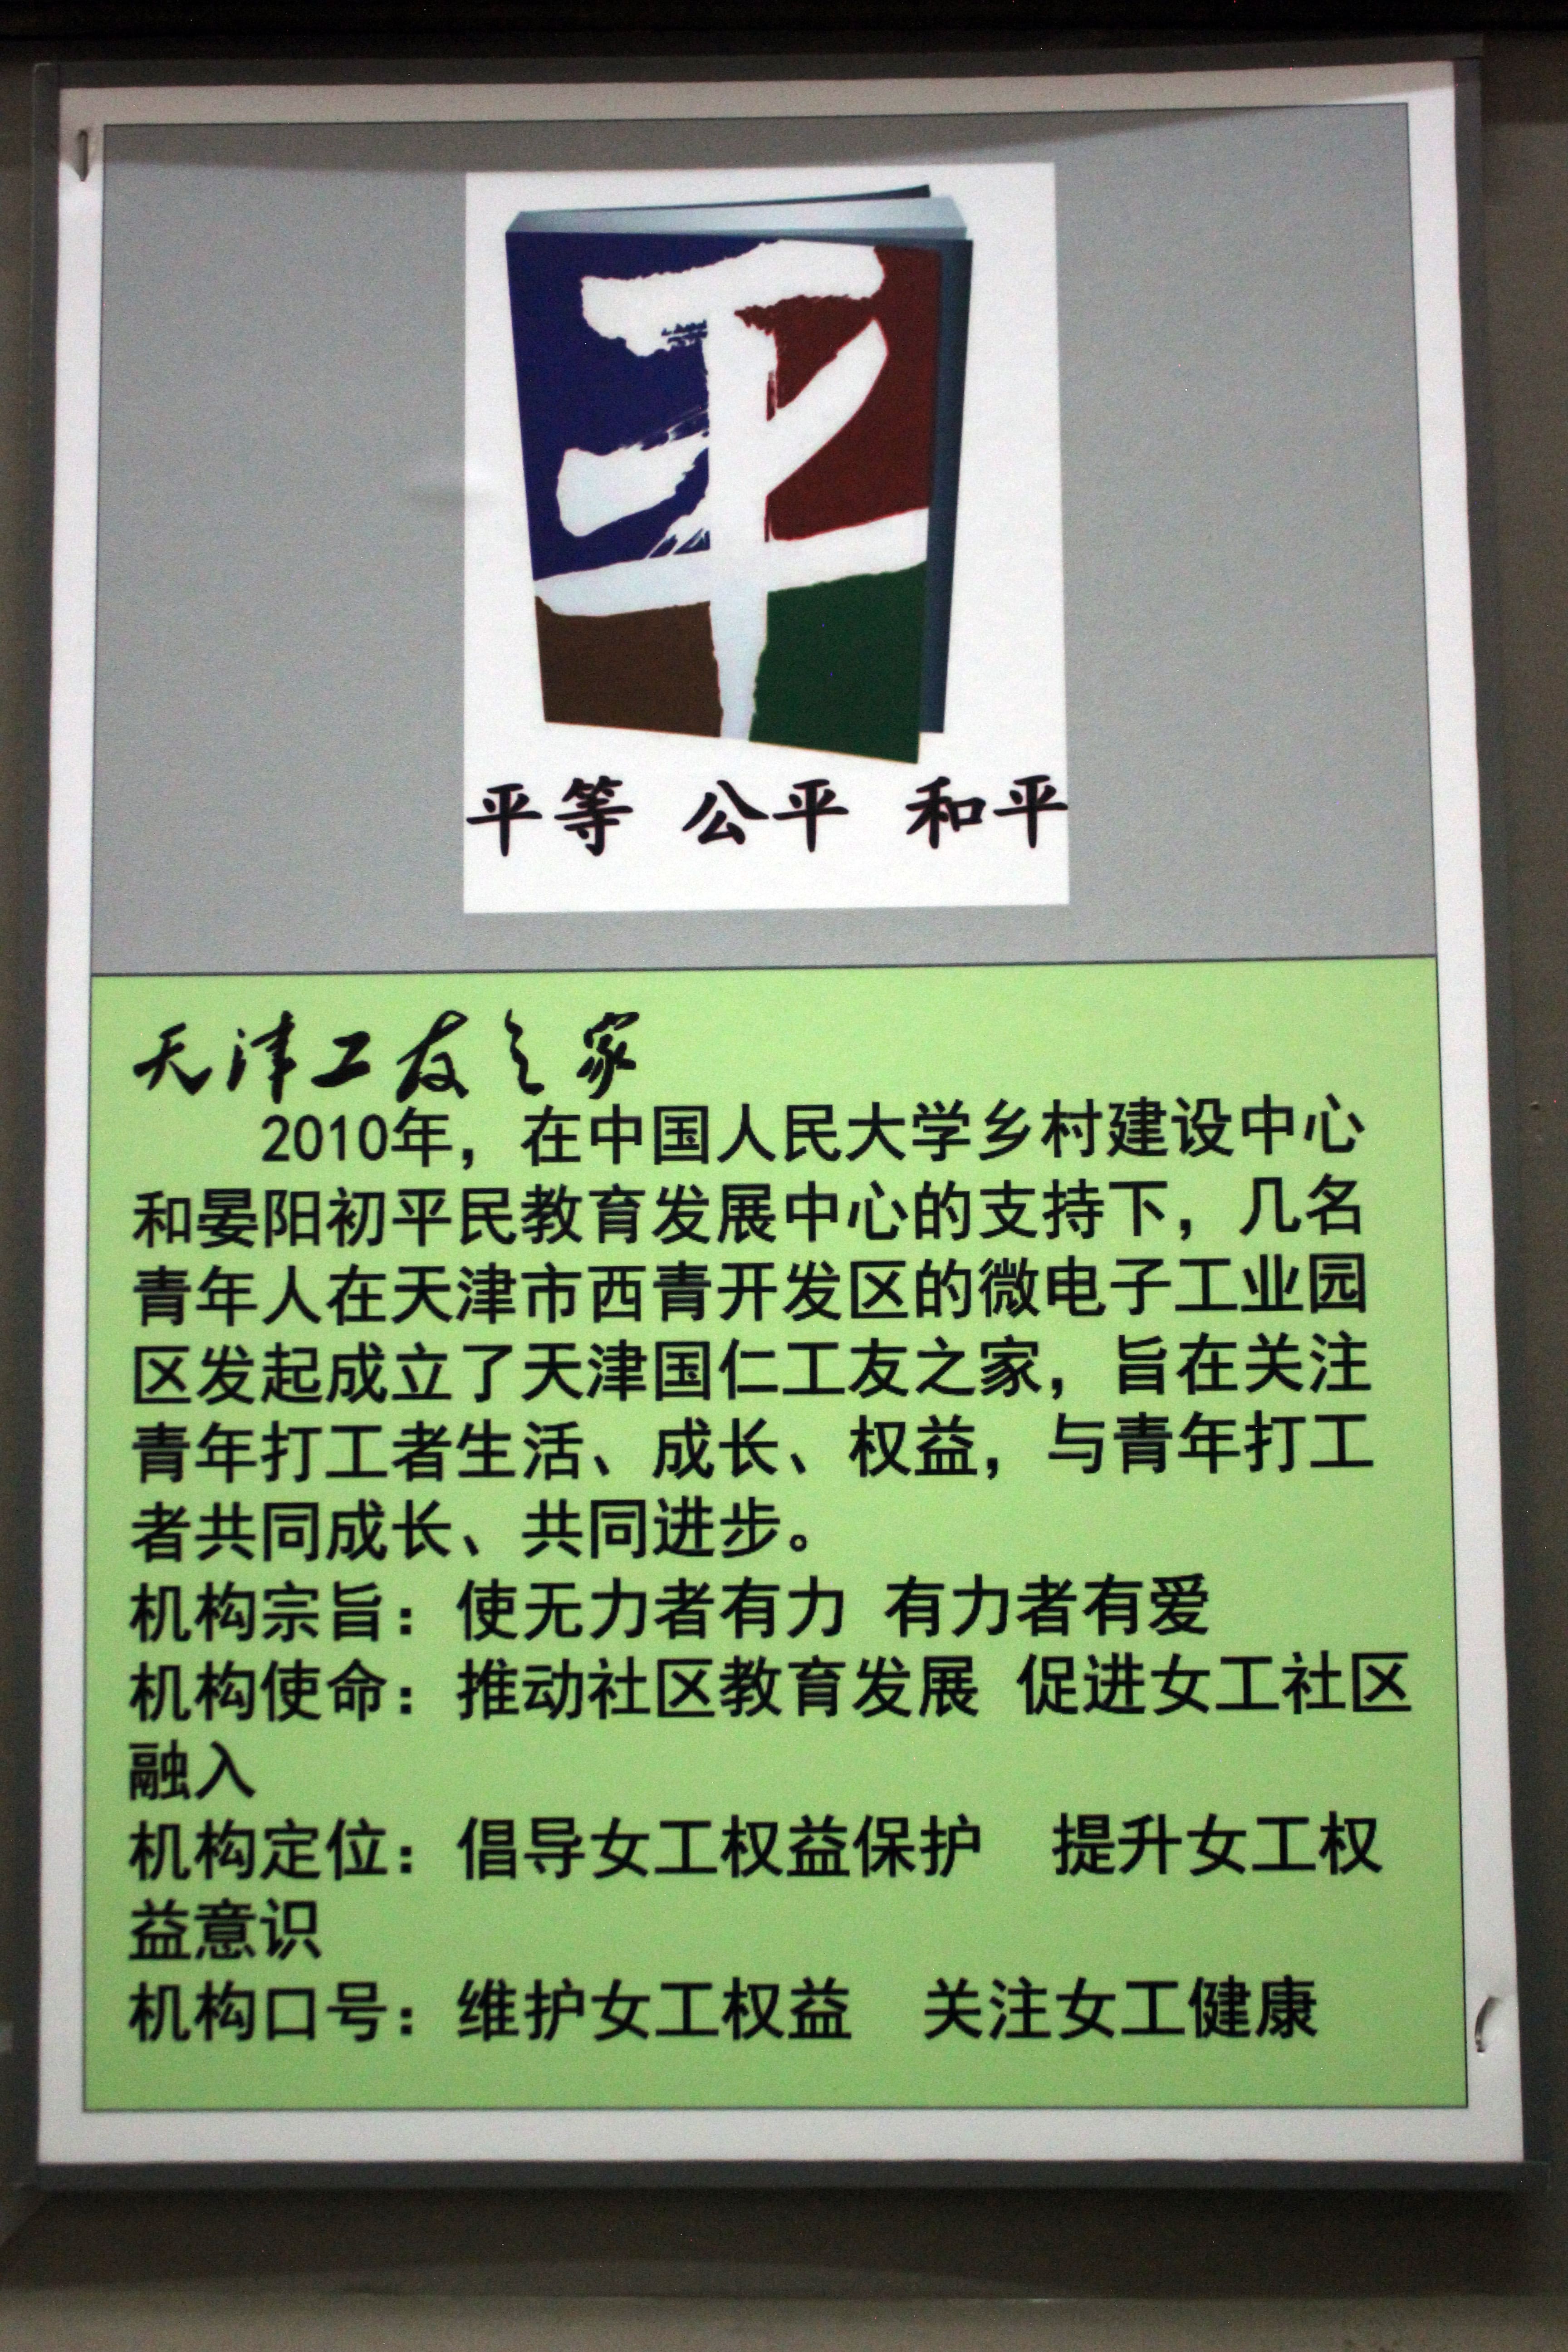 平
平等 公平 和平
天津工友之家
2010年，在中国人民大学乡村建设中心
和晏阳初平民教育发展中心的支持下，几名
青年人在天津市西青开发区的微电子工业园
区发起成立了天津国仁工友之家，旨在关注
青年打工者生活、成长、权益，与青年打工
者共同成长、共同进步。
机构宗旨：使无力者有力 有力者有爱
机构使命：推动社区教育发展 促进女工社区
融入
机构定位：倡导女工权益保护 提升女工权
益意识
机构口号：维护女工权益 关注女工健康